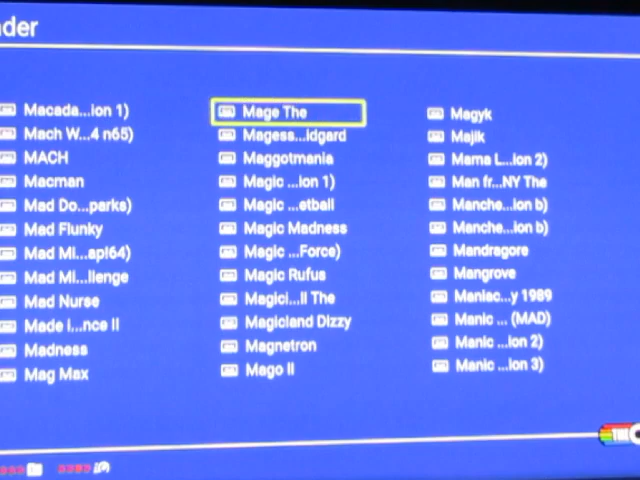 ader
Macada...ion 1)
Mach W...4 n65)
MACH
Macman
Mad Do...parks)
Mad Flunky
Mad Mi...ap!64)
Mad Mi...llenge
Mad Nurse
Made i...nce II
Madness
Mag Max
Mage The
Magess...idgard
Maggotmania
Magic ...ion 1)
Magic ...etball
Magic Madness
Magic ...Force)
Magic Rufus
Magici...ll The
Magicland Dizzy
Magnetron
Mago II
Magyk
Majik
Mama L...ion 2)
Man fr...NY The
Manche...ion b)
Manche...ion b)
Mandragore
Mangrove
Maniac...y 1989
Manic ... (MAD)
Manic ...ion 2)
Manic ...ion 3)